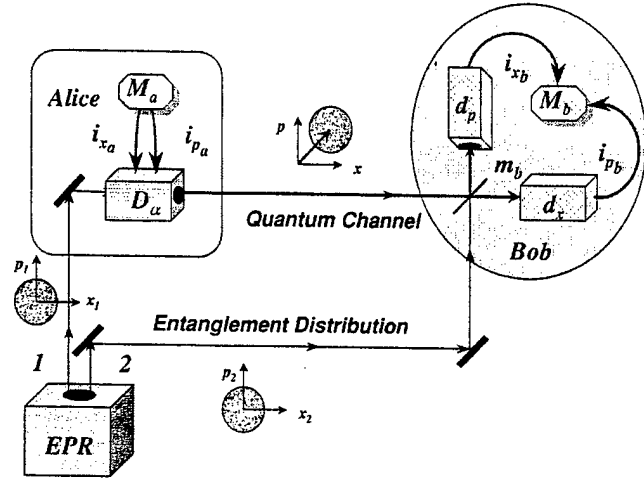 Alice
M_a
i_{x_a}
i_{p_a}
D_α
p
x
Quantum Channel
d_p
i_{x_b}
M_b
i_{p_b}
m_b
d_x
Bob
p_1
x_1
Entanglement Distribution
1
2
p_2
x_2
EPR